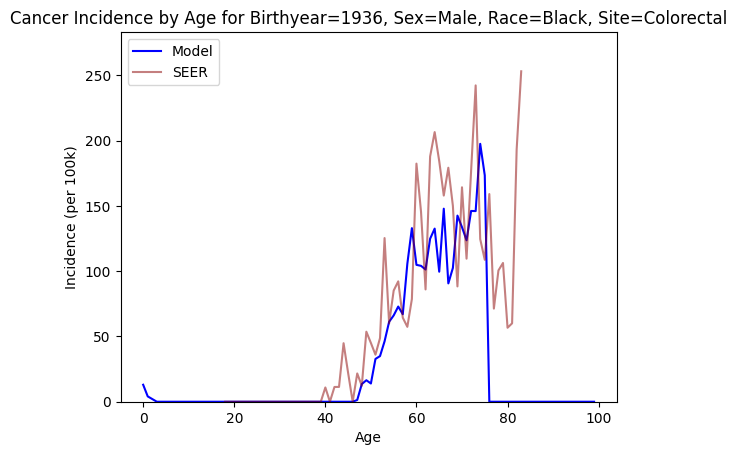 Cancer Incidence by Age for Birthyear=1936, Sex=Male, Race=Black, Site=Colorectal
Model
SEER
Incidence (per 100k)
250
200
150
100
50
0
0 20 40 60 80 100
Age